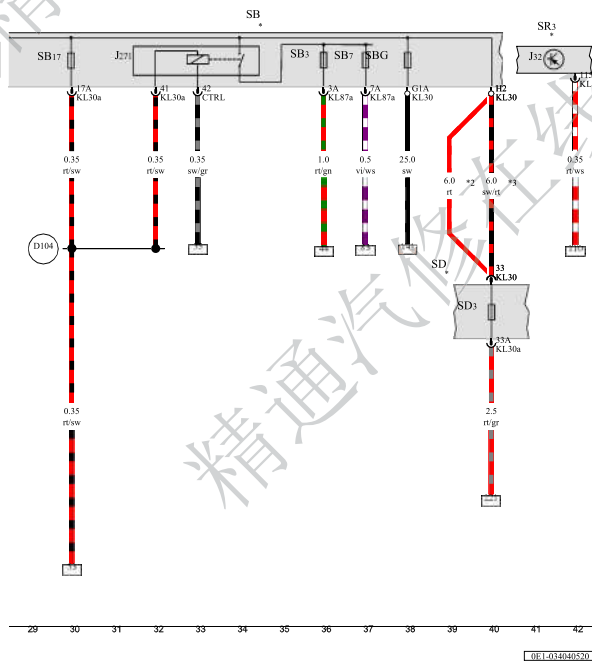 SB
*
SR3
*
SB17
J271
SB3
SB7
SBG
J32
17A
KL30a
41
KL30a
42
CTRL
3A
KL87a
7A
KL87a
G1A
KL30
H2
KL30
KL
0.35
rt/sw
0.35
rt/sw
0.35
sw/gr
1.0
rt/gn
0.5
vi/ws
25.0
sw
6.0
rt
*2
6.0
sw/rt
*3
0.35
rt/ws
D104
SD
*
33
KL30
SD3
33A
KL30a
0.35
rt/sw
2.5
rt/gr
29 30 31 32 33 34 35 36 37 38 39 40 41 42
0E1-034040520
精通汽修在线